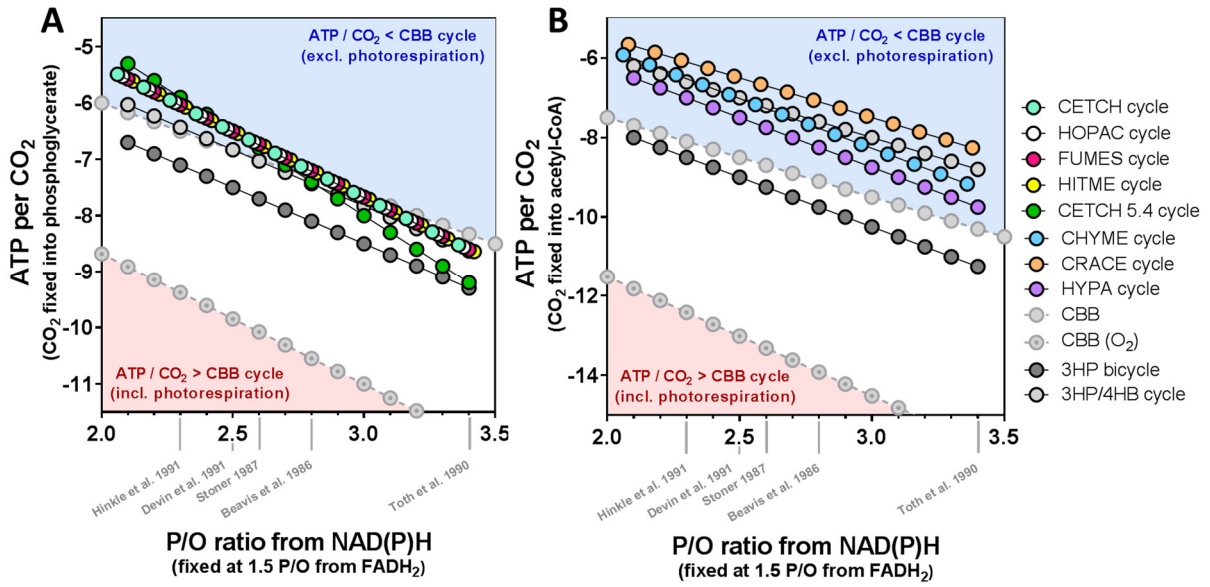 A
ATP / CO₂ < CBB cycle
(excl. photorespiration)
ATP / CO₂ > CBB cycle
(incl. photorespiration)
ATP per CO₂
(CO₂ fixed into phosphoglycerate)
-5
-6
-7
-8
-9
-10
-11
2.0
2.5
3.0
3.5
Hinkle et al. 1991
Devin et al. 1991
Stoner 1987
Beavis et al. 1986
Toth et al. 1990
P/O ratio from NAD(P)H
(fixed at 1.5 P/O from FADH₂)
B
ATP / CO₂ < CBB cycle
(excl. photorespiration)
ATP / CO₂ > CBB cycle
(incl. photorespiration)
ATP per CO₂
(CO₂ fixed into acetyl-CoA)
-6
-8
-10
-12
-14
2.0
2.5
3.0
3.5
Hinkle et al. 1991
Devin et al. 1991
Stoner 1987
Beavis et al. 1986
Toth et al. 1990
P/O ratio from NAD(P)H
(fixed at 1.5 P/O from FADH₂)
CETCH cycle
HOPAC cycle
FUMES cycle
HITME cycle
CETCH 5.4 cycle
CHYME cycle
CRACE cycle
HYPA cycle
CBB
CBB (O₂)
3HP bicycle
3HP/4HB cycle